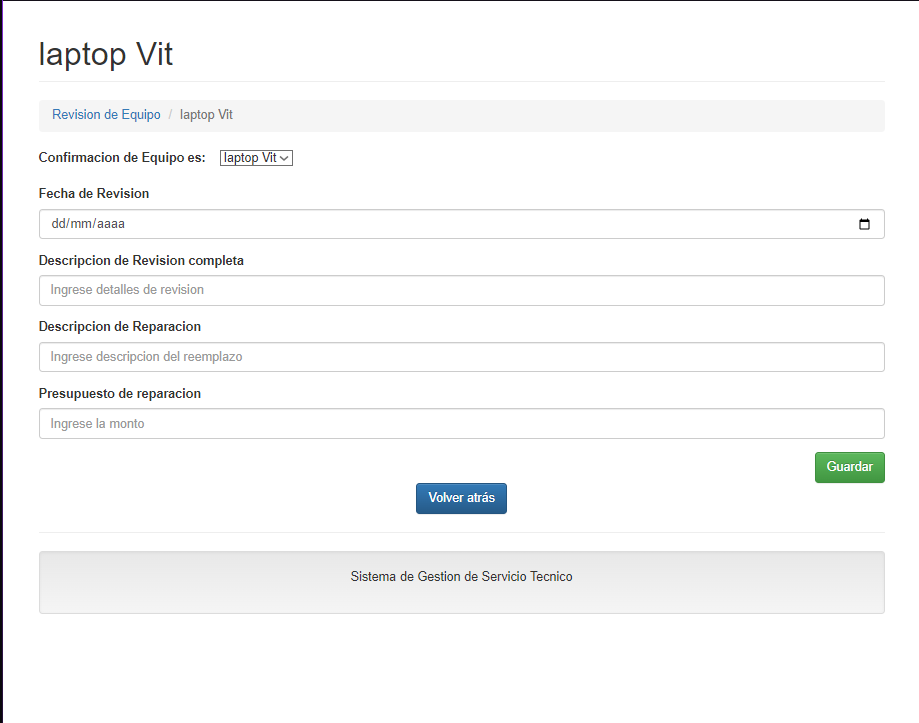 laptop Vit
Revision de Equipo / laptop Vit
Confirmacion de Equipo es: laptop Vit
Fecha de Revision
dd/mm/aaaa
Descripcion de Revision completa
Ingrese detalles de revision
Descripcion de Reparacion
Ingrese descripcion del reemplazo
Presupuesto de reparacion
Ingrese la monto
Guardar
Volver atrás
Sistema de Gestion de Servicio Tecnico